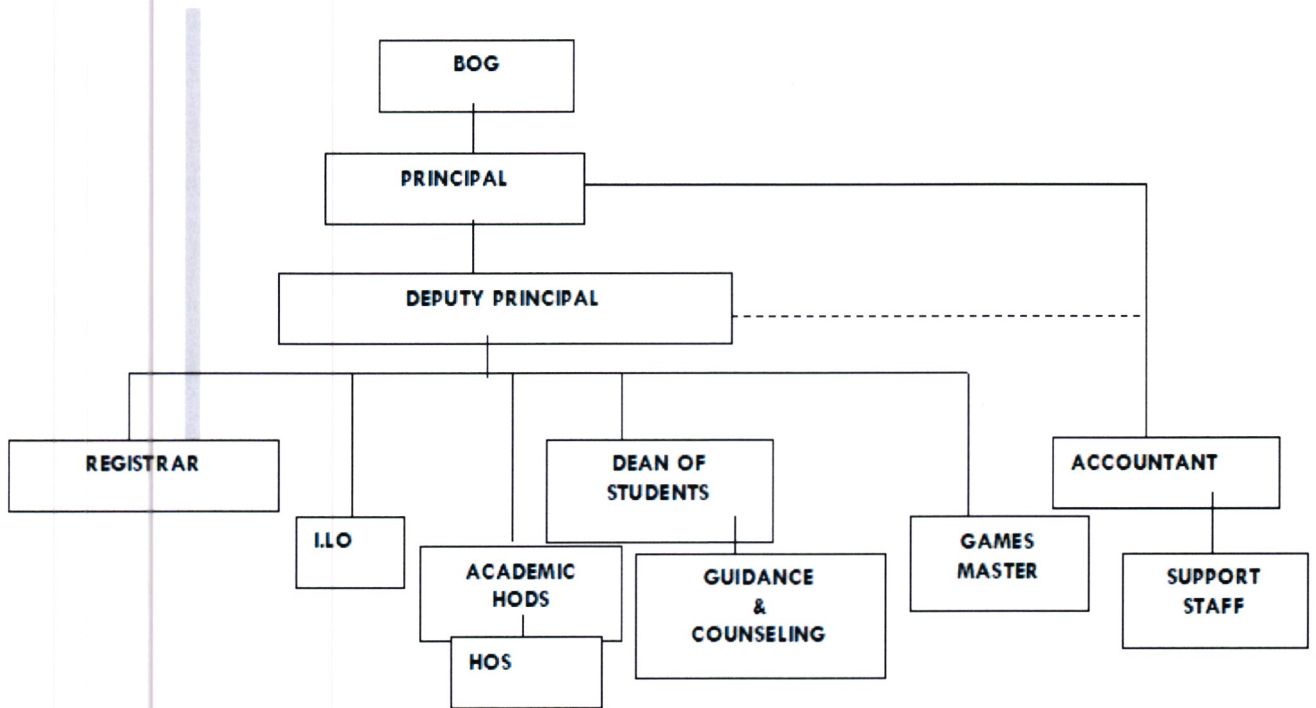 BOG
PRINCIPAL
DEPUTY PRINCIPAL
REGISTRAR
I.LO
ACADEMIC
HODS
HOS
DEAN OF
STUDENTS
GUIDANCE
&
COUNSELING
GAMES
MASTER
ACCOUNTANT
SUPPORT
STAFF